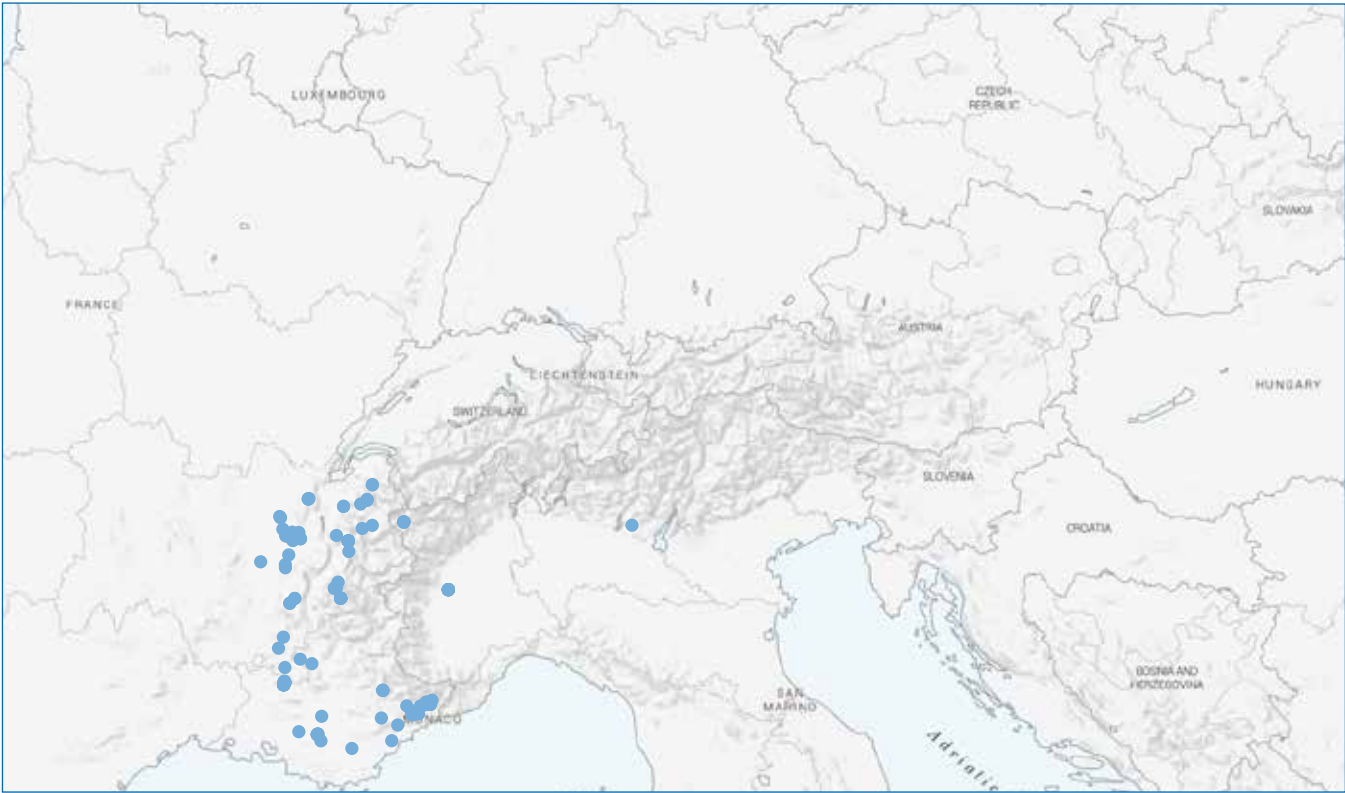 LUXEMBOURG
CZECH
REPUBLIC
SLOVAKIA
FRANCE
AUSTRIA
LIECHTENSTEIN
HUNGARY
SWITZERLAND
SLOVENIA
CROATIA
BOSNIA AND
HERZEGOVINA
SAN
MARINO
MONACO
Adriatic